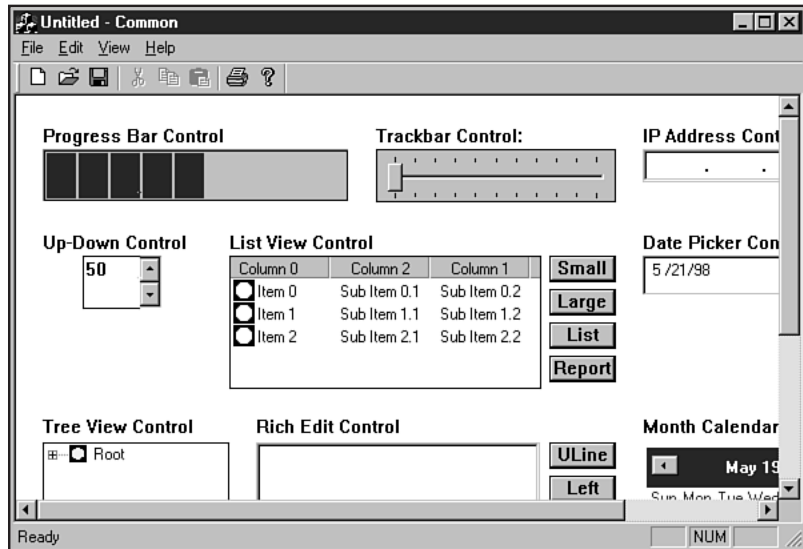 Untitled - Common
File Edit View Help
Progress Bar Control Trackbar Control: IP Address Cont
. .
Up-Down Control List View Control Date Picker Con
50 Column 0 Column 2 Column 1 Small 5 /21/98
Item 0 Sub Item 0.1 Sub Item 0.2
Item 1 Sub Item 1.1 Sub Item 1.2 Large
Item 2 Sub Item 2.1 Sub Item 2.2 List
Report
Tree View Control Rich Edit Control Month Calendar
Root ULine May 19
Left Sun Mon Tue Wed
Ready NUM